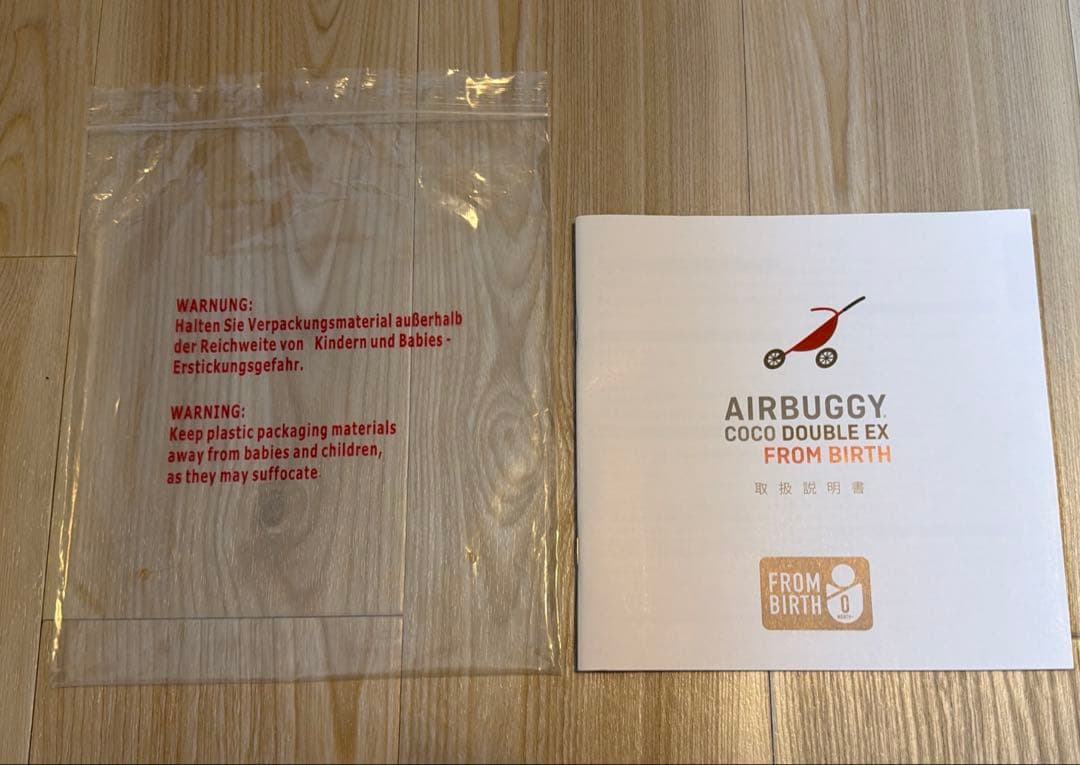 WARNUNG:
Halten Sie Verpackungsmaterial außerhalb
der Reichweite von Kindern und Babies -
Erstickungsgefahr.
WARNING:
Keep plastic packaging materials
away from babies and children,
as they may suffocate.
AIRBUGGY®
COCO DOUBLE EX
FROM BIRTH
取扱説明書
FROM
BIRTH
0
MONTH~